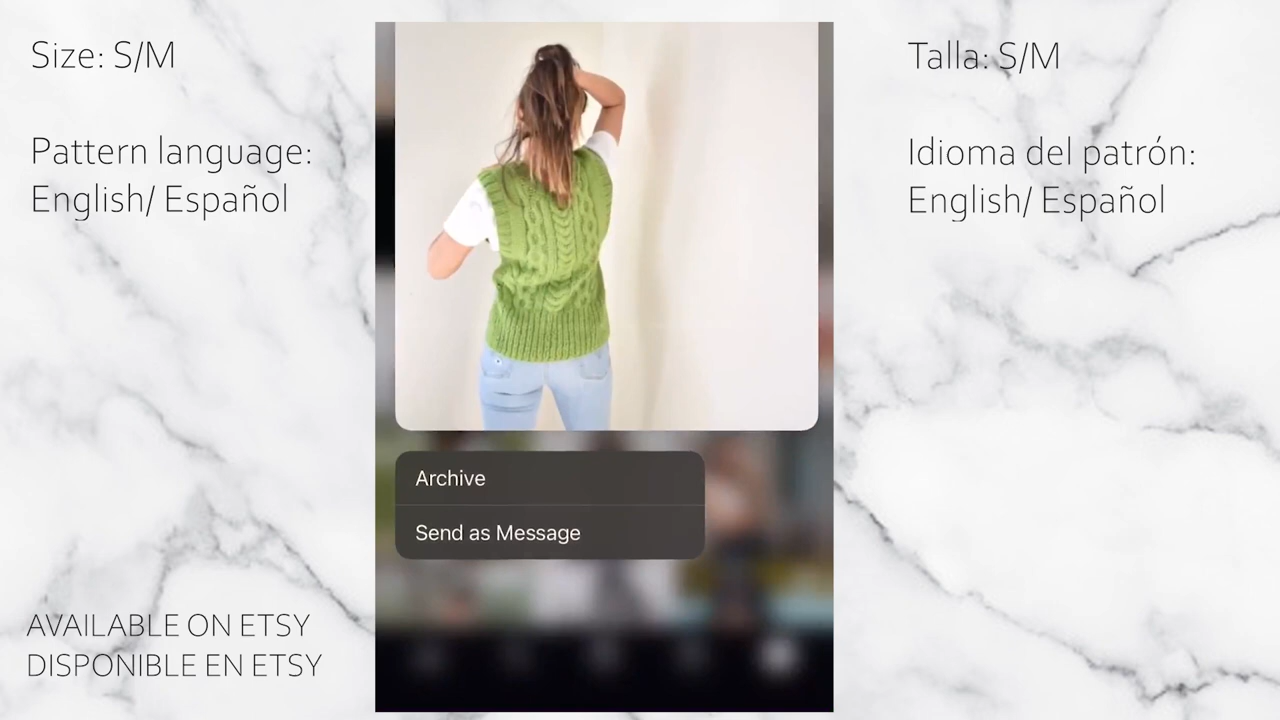 Size: S/M
Pattern language:
English/ Español
AVAILABLE ON ETSY
DISPONIBLE EN ETSY
Archive
Send as Message
Talla: S/M
Idioma del patrón:
English/ Español